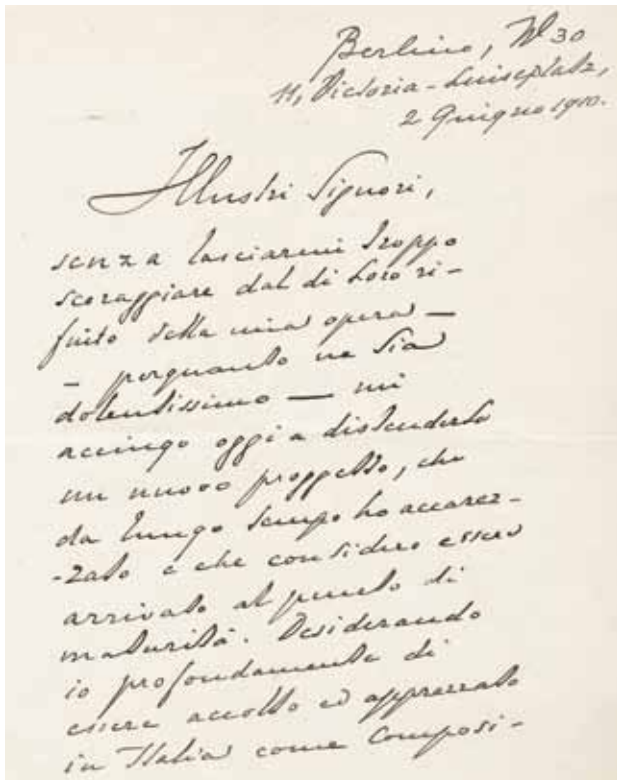 Berlino, W 30
11, Victoria-Luiseplatz,
2 Giugno 1910.
Illustri Signori,
senza lasciarmi troppo
scoraggiare dal di Loro ri-
fiuto della mia opera —
— perquanto ne sia
dolentissimo — mi
accingo oggi a distenderLe
un nuovo proggetto, che
da lungo tempo ho accarez-
-zato e che considero essere
arrivato al punto di
maturità. Desiderando
io profondamente di
essere accolto ed apprezzato
in Italia come Composi-